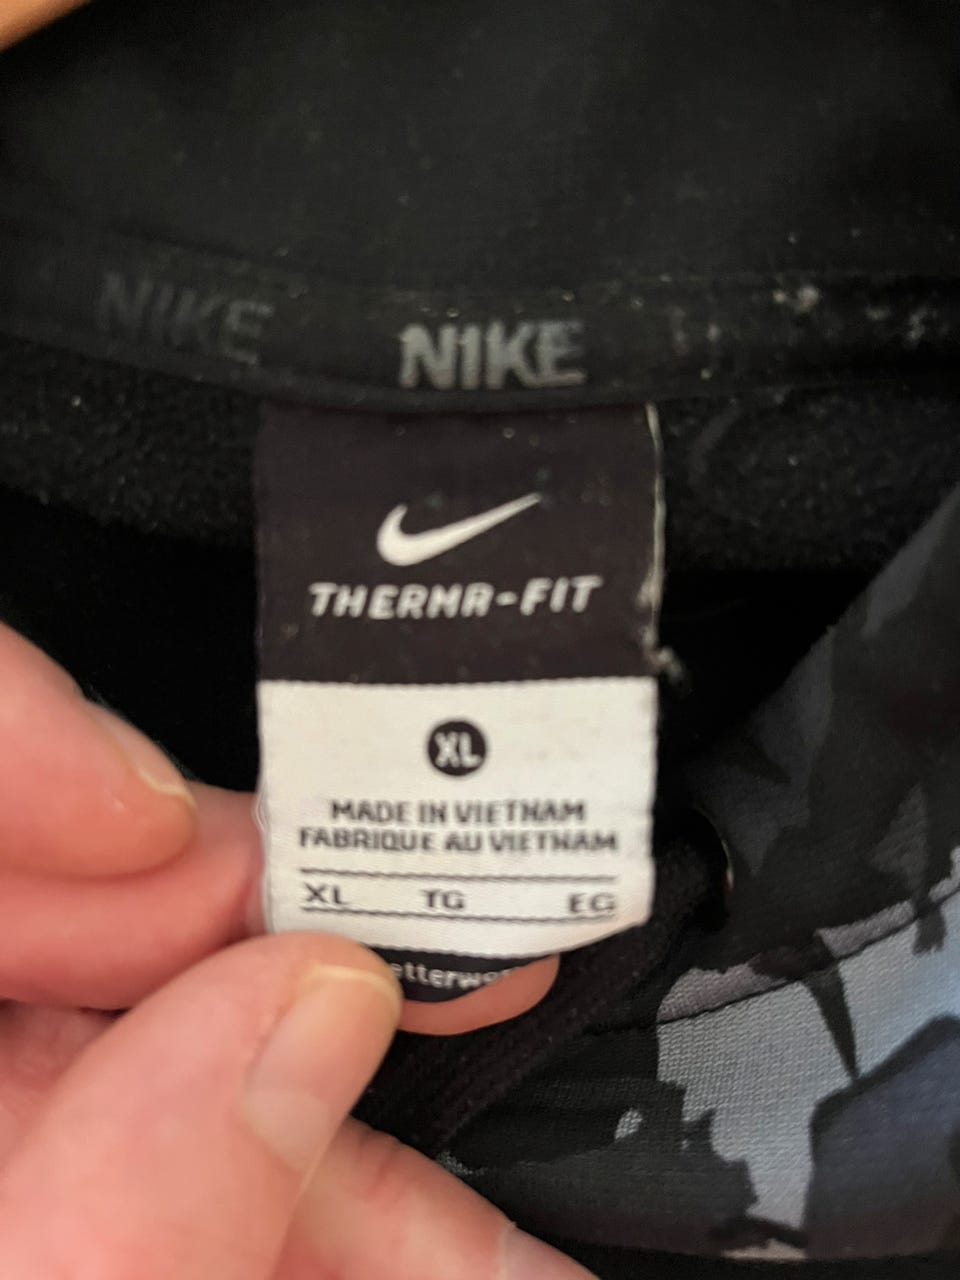 NIKE NIKE
THERMA-FIT
XL
MADE IN VIETNAM
FABRIQUE AU VIETNAM
XL TG EG